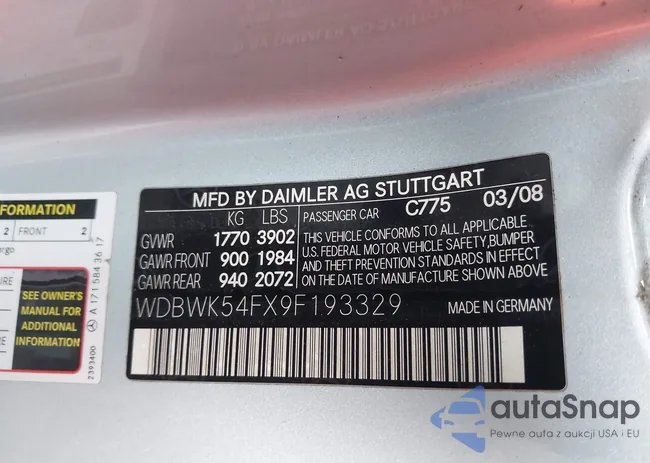 MFD BY DAIMLER AG STUTTGART
KG LBS PASSENGER CAR C775 03/08
GVWR 1770 3902
GAWR FRONT 900 1984
GAWR REAR 940 2072
THIS VEHICLE CONFORMS TO ALL APPLICABLE
U.S. FEDERAL MOTOR VEHICLE SAFETY, BUMPER
AND THEFT PREVENTION STANDARDS IN EFFECT
ON THE DATE OF MANUFACTURE SHOWN ABOVE
WDBWK54FX9F193329 MADE IN GERMANY
FORMATION
2 FRONT 2
rgo
SEE OWNER'S
MANUAL FOR
ADDITIONAL
INFORMATION
A 171 584 36 17
2393400
autaSnap
Pewne auta z aukcji USA i EU